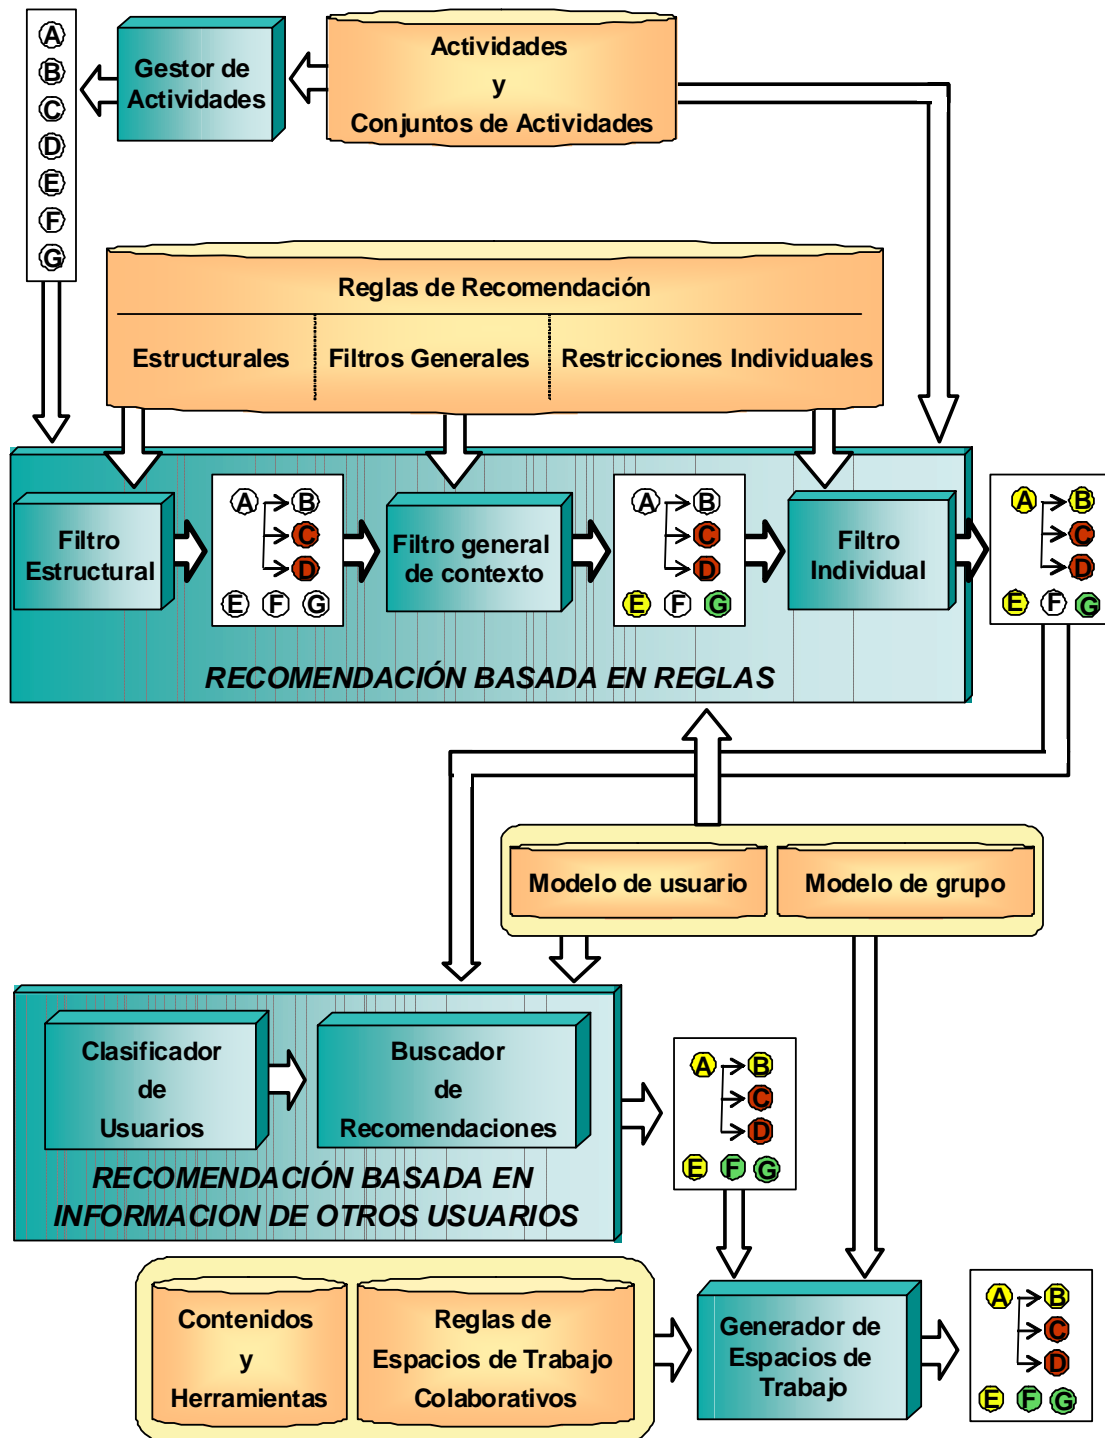 A
B
C
D
E
F
G
Gestor de
Actividades
Actividades
y
Conjuntos de Actividades
Reglas de Recomendación
Estructurales
Filtros Generales
Restricciones Individuales
Filtro
Estructural
A B
C
D
E F G
Filtro general
de contexto
A B
C
D
E F G
Filtro
Individual
A B
C
D
E F G
RECOMENDACIÓN BASADA EN REGLAS
Modelo de usuario
Modelo de grupo
Clasificador
de
Usuarios
Buscador
de
Recomendaciones
RECOMENDACIÓN BASADA EN
INFORMACION DE OTROS USUARIOS
A B
C
D
E F G
Contenidos
y
Herramientas
Reglas de
Espacios de Trabajo
Colaborativos
Generador de
Espacios de
Trabajo
A B
C
D
E F G